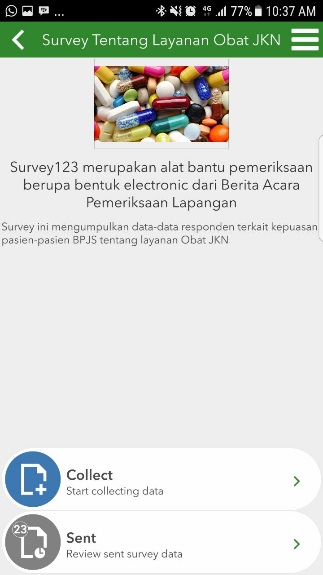 4G 77% 10:37 AM
Survey Tentang Layanan Obat JKN
Survey123 merupakan alat bantu pemeriksaan
berupa bentuk electronic dari Berita Acara
Pemeriksaan Lapangan
Survey ini mengumpulkan data-data responden terkait kepuasan
pasien-pasien BPJS tentang layanan Obat JKN
Collect
Start collecting data
23
Sent
Review sent survey data